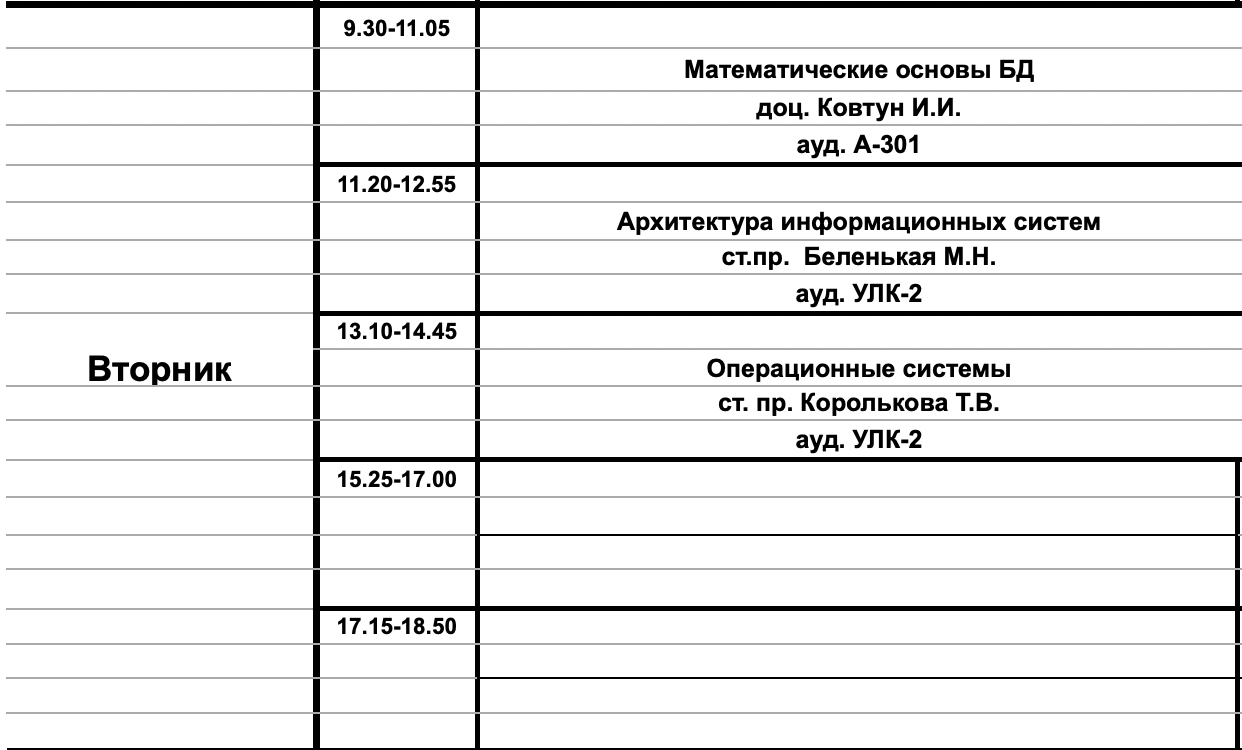 9.30-11.05
Математические основы БД
доц. Ковтун И.И.
ауд. А-301
11.20-12.55
Архитектура информационных систем
ст.пр.  Беленькая М.Н.
ауд. УЛК-2
13.10-14.45
Вторник
Операционные системы
ст. пр. Королькова Т.В.
ауд. УЛК-2
15.25-17.00
17.15-18.50